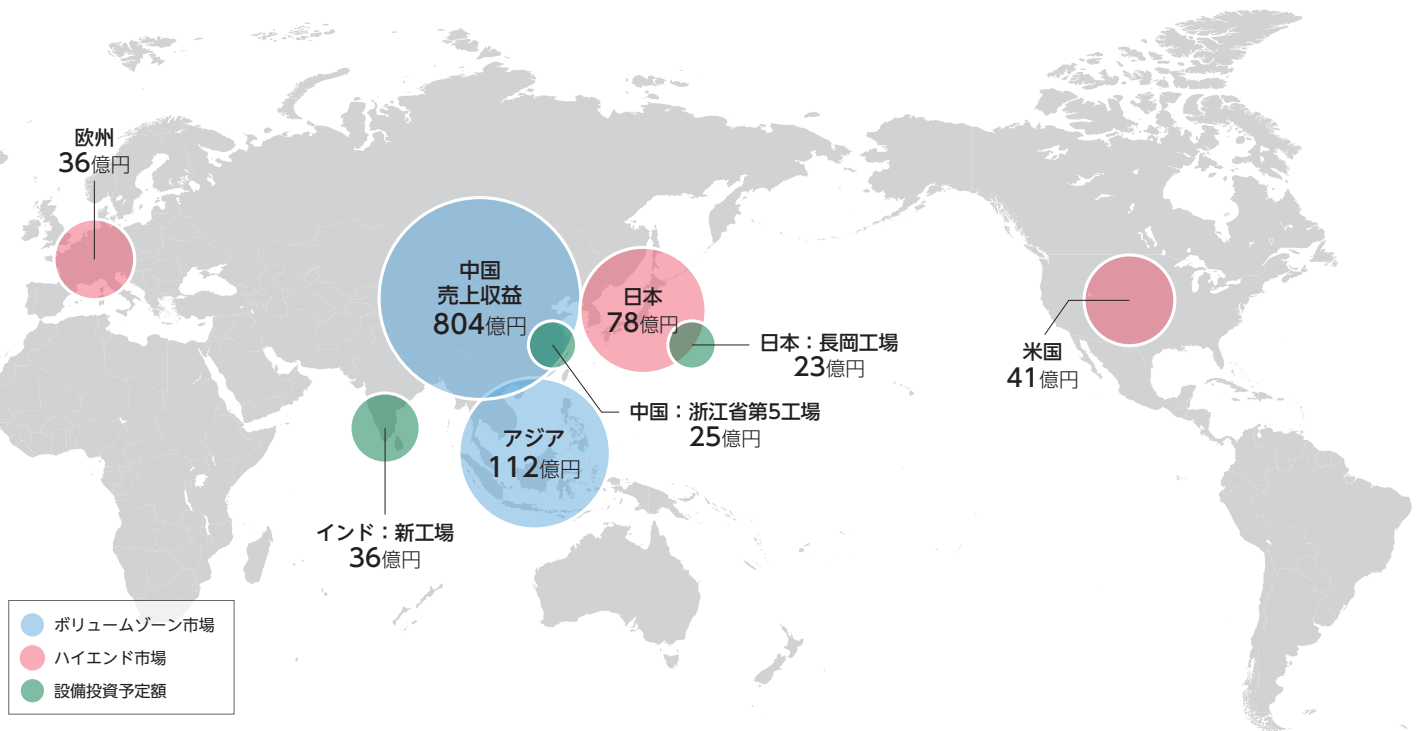 欧州
36億円
中国
売上収益
804億円
日本
78億円
日本：長岡工場
23億円
米国
41億円
中国：浙江省第5工場
25億円
アジア
112億円
インド：新工場
36億円
ボリュームゾーン市場
ハイエンド市場
設備投資予定額